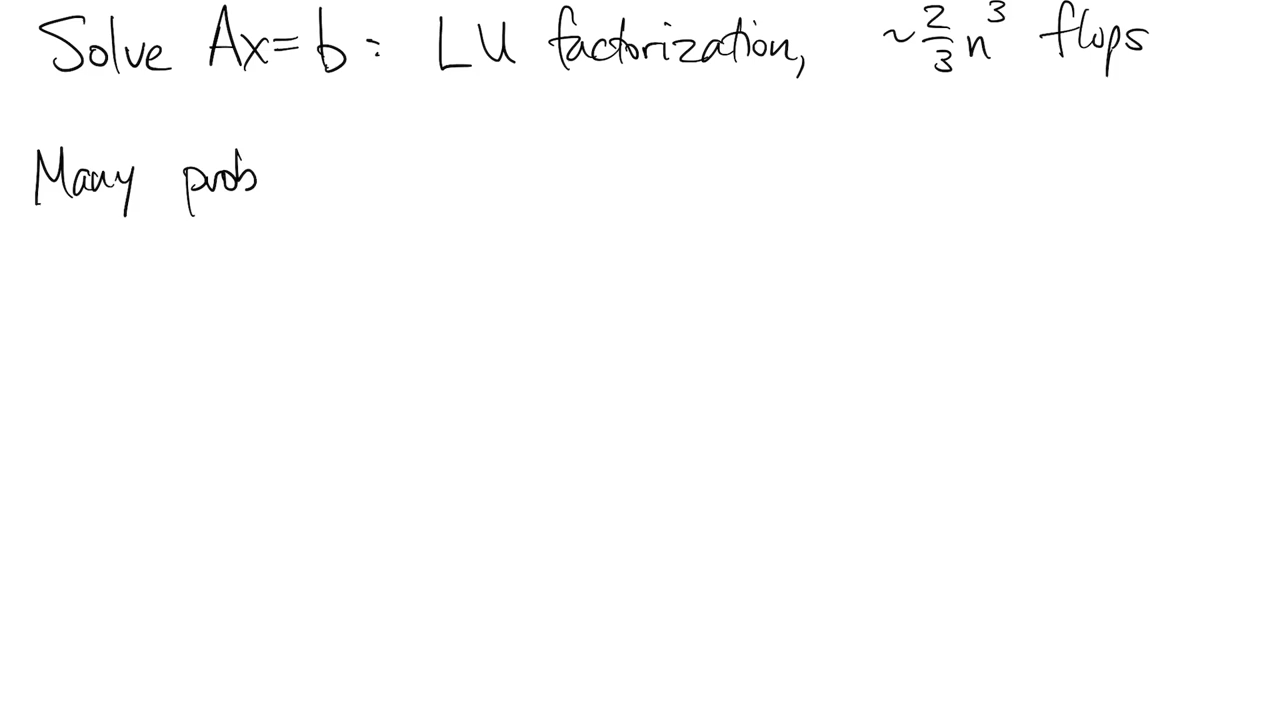 Solve Ax=b: LU factorization, ~2/3 n^3 flops
Many prob